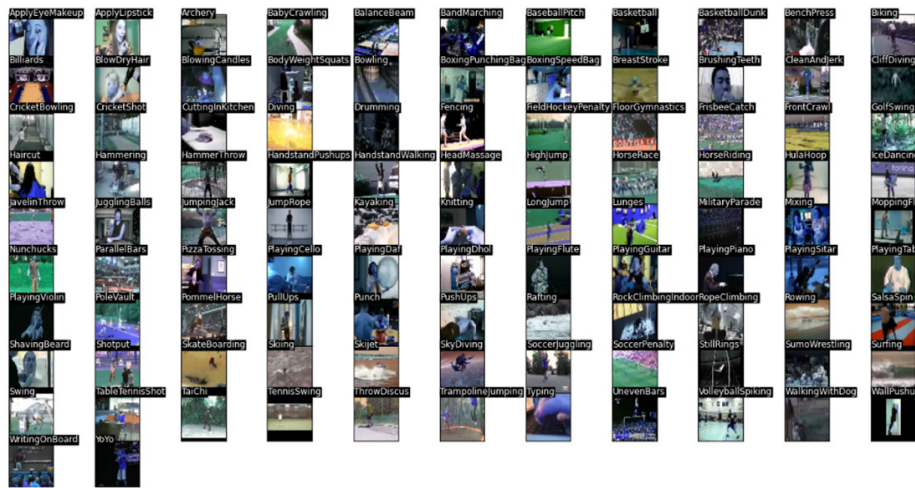 ApplyEyeMakeup ApplyLipstick Archery BabyCrawling BalanceBeam BandMarching BaseballPitch Basketball BasketballDunk BenchPress Biking
Billiards BlowDryHair BlowingCandles BodyWeightSquats Bowling BoxingPunchingBag BoxingSpeedBag BreastStroke BrushingTeeth CleanAndJerk CliffDiving
CricketBowling CricketShot CuttingInKitchen Diving Drumming Fencing FieldHockeyPenalty FloorGymnastics FrisbeeCatch FrontCrawl GolfSwing
Haircut Hammering HammerThrow HandstandPushups HandstandWalking HeadMassage HighJump HorseRace HorseRiding HulaHoop IceDancing
JavelinThrow JugglingBalls JumpingJack JumpRope Kayaking Knitting LongJump Lunges MilitaryParade Mixing MoppingFl
Nunchucks ParallelBars PizzaTossing PlayingCello PlayingDaf PlayingDhol PlayingFlute PlayingGuitar PlayingPiano PlayingSitar PlayingTab
PlayingViolin PoleVault PommelHorse PullUps Punch PushUps Rafting RockClimbingIndoor RopeClimbing Rowing SalsaSpin
ShavingBeard Shotput SkateBoarding Skiing Skijet SkyDiving SoccerJuggling SoccerPenalty StillRings SumoWrestling Surfing
Swing TableTennisShot TaiChi TennisSwing ThrowDiscus TrampolineJumping Typing UnevenBars VolleyballSpiking WalkingWithDog WallPushu
WritingOnBoard YoYo